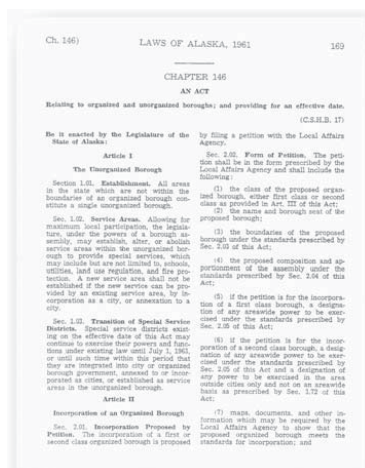 Ch. 146)
LAWS OF ALASKA, 1961
169
CHAPTER 146
AN ACT
Relating to organized and unorganized boroughs; and providing for an effective date.
(C.S.H.B. 17)
Be it enacted by the Legislature of the
State of Alaska:
Article I
The Unorganized Borough
Section 1.01. Establishment. All areas
in the state which are not within the
boundaries of an organized borough con-
stitute a single unorganized borough.
Sec. 1.02. Service Areas. Allowing for
maximum local participation, the legisla-
ture, under the powers of a borough as-
sembly, may establish, alter, or abolish
service areas within the unorganized bor-
ough to provide special services, which
may include but are not limited to, schools,
utilities, land use regulation, and fire pro-
tection. A new service area shall not be
established if the new service can be pro-
vided by an existing service area, by in-
corporation as a city, or annexation to a
city.
Sec. 1.03. Transition of Special Service
Districts. Special service districts exist-
ing on the effective date of this Act may
continue to exercise their powers and func-
tions under existing law until July 1, 1963,
or until such time within this period that
they are integrated into city or organized
borough government, annexed to or incor-
porated as cities, or established as service
areas in the unorganized borough.
Article II
Incorporation of an Organized Borough
Sec. 2.01. Incorporation Proposed by
Petition. The incorporation of a first or
second class organized borough is proposed
by filing a petition with the Local Affairs
Agency.
Sec. 2.02. Form of Petition. The peti-
tion shall be in the form prescribed by the
Local Affairs Agency and shall include the
following:
(1) the class of the proposed organ-
ized borough, either first class or second
class as provided in Art. III of this Act;
(2) the name and borough seat of the
proposed borough;
(3) the boundaries of the proposed
borough under the standards prescribed by
Sec. 2.03 of this Act;
(4) the proposed composition and ap-
portionment of the assembly under the
standards prescribed by Sec. 2.04 of this
Act;
(5) if the petition is for the incorpora-
tion of a first class borough, a designa-
tion of any areawide power to be exer-
cised under the standards prescribed by
Sec. 2.05 of this Act;
(6) if the petition is for the incor-
poration of a second class borough, a desig-
nation of any areawide power to be exer-
cised under the standards prescribed by
Sec. 2.05 of this Act and a designation of
any power to be exercised in the area
outside cities only and not on an areawide
basis as prescribed by Sec. 1.72 of this
Act;
(7) maps, documents, and other in-
formation which may be required by the
Local Affairs Agency to show that the
proposed organized borough meets the
standards for incorporation; and